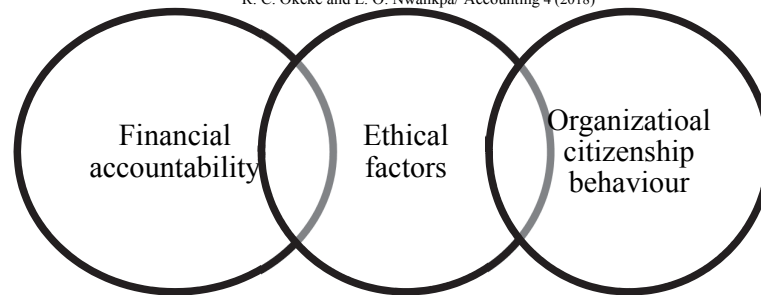 R. C. Okeke and E. O. Nwankpa/ Accounting 4 (2018)
Financial
accountability
Ethical
factors
Organizatioal
citizenship
behaviour